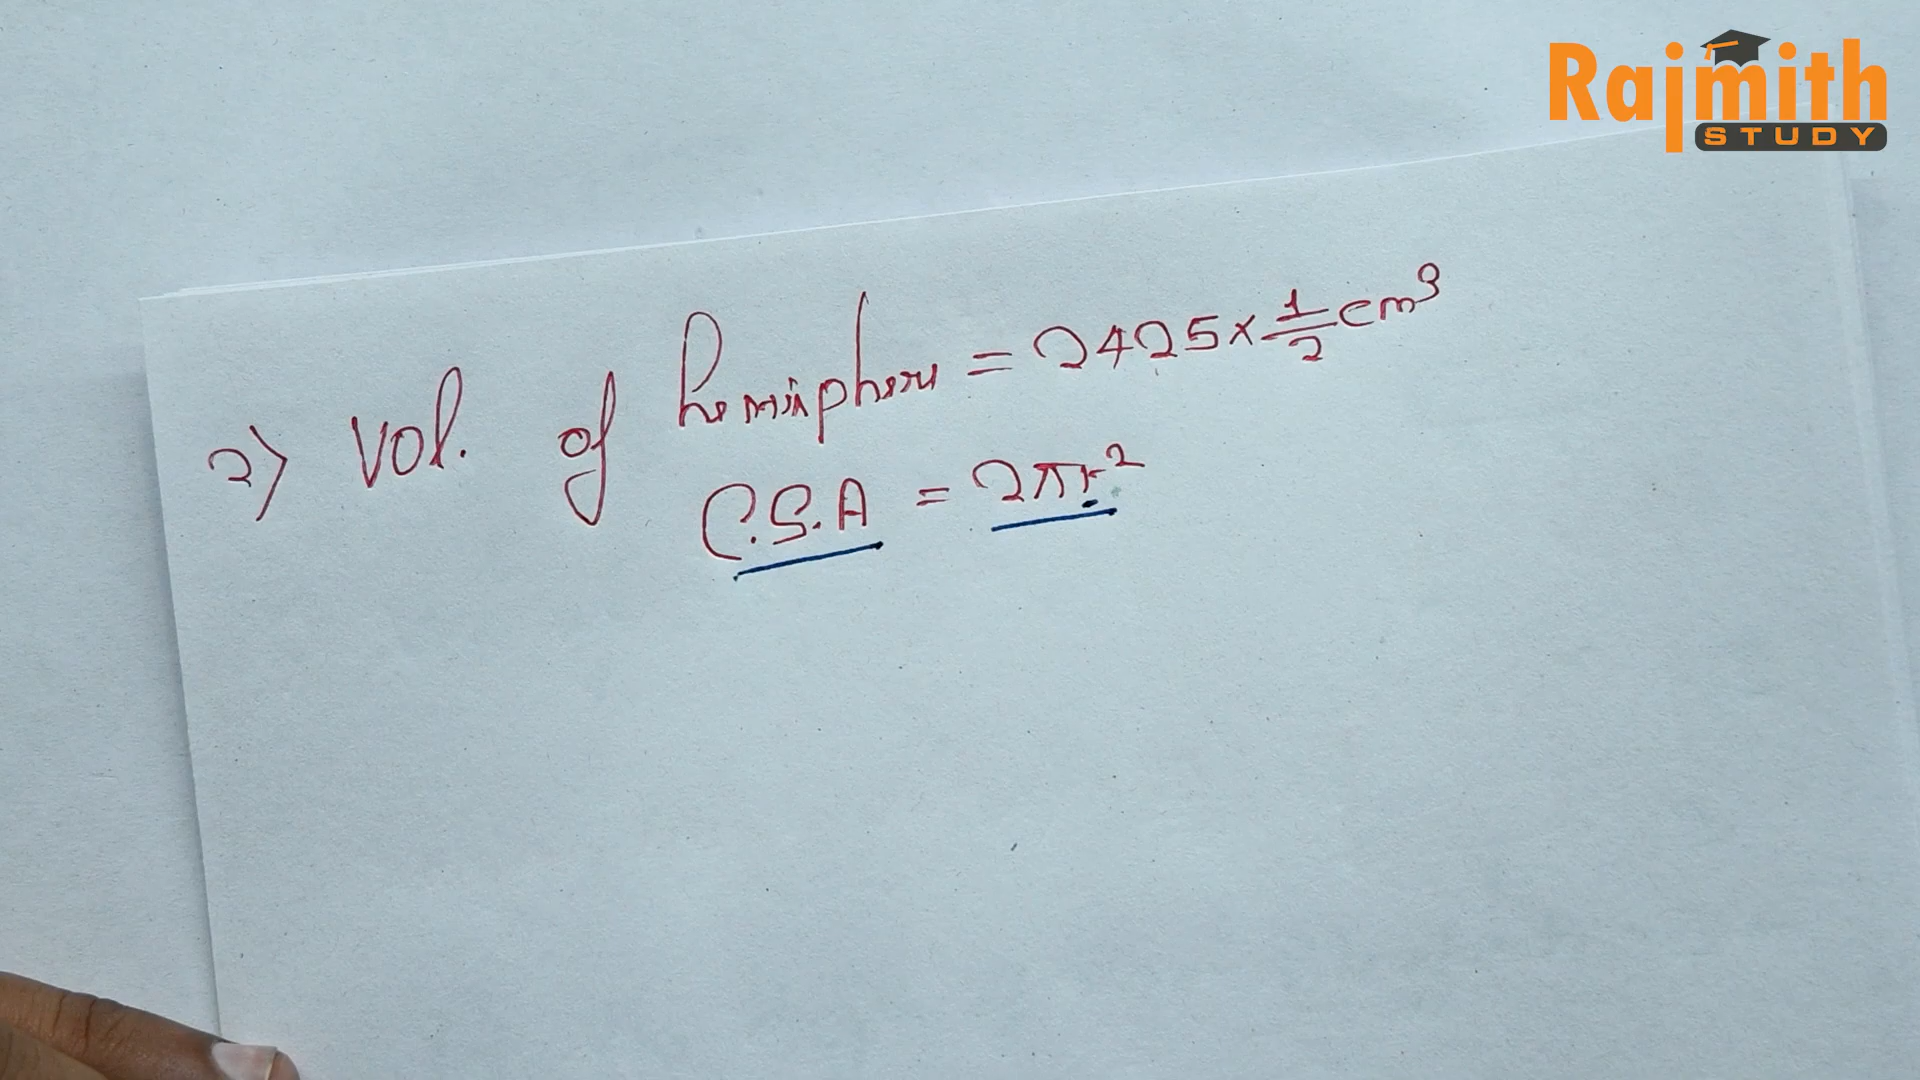 Rajmith
STUDY
2) Vol. of hemisphere = 2425 × 1/2 cm³
C.S.A = 2πr²